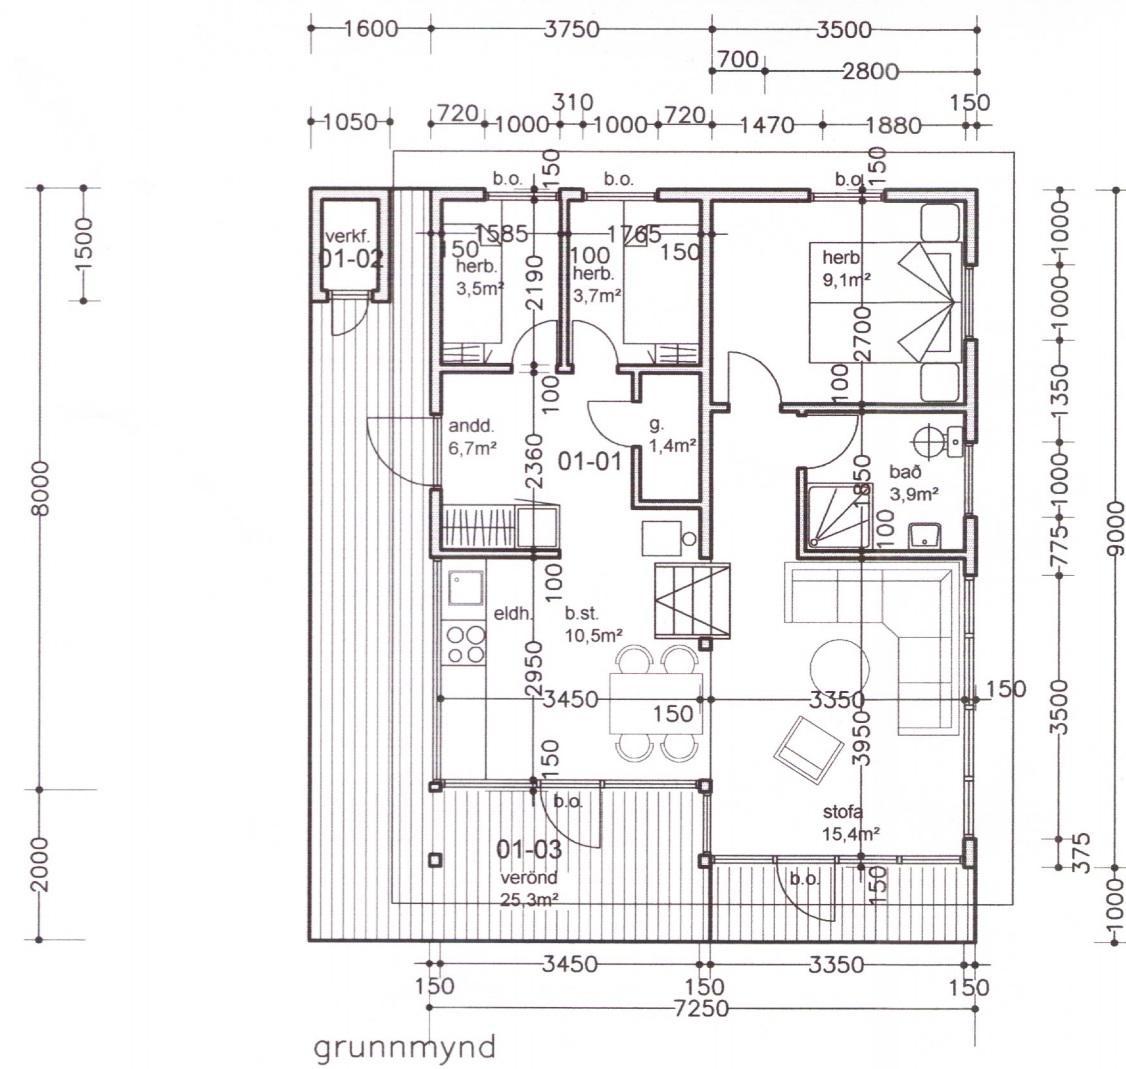 1600 3750 3500
700 2800
1050 720 1000 310 1000 720 1470 1880 150
b.o. 150 b.o. b.o. 150
verkf.
01-02
1500
1585 1765
150 100 150
herb.
3,5m²
2190
herb.
3,7m²
herb
9,1m²
2700
100
100
1000
1000
1350
1000
775
3500
375
1000
9000
8000
2000
andd.
6,7m²
2360
01-01
g.
1,4m²
1850
bað
3,9m²
100
100
eldh.
b.st.
10,5m²
2950
3450 3350 150
150
3950
150
b.o.
stofa
15,4m²
01-03
verönd
25,3m²
b.o.
150
3450 3350
150 150 150
7250
grunnmynd